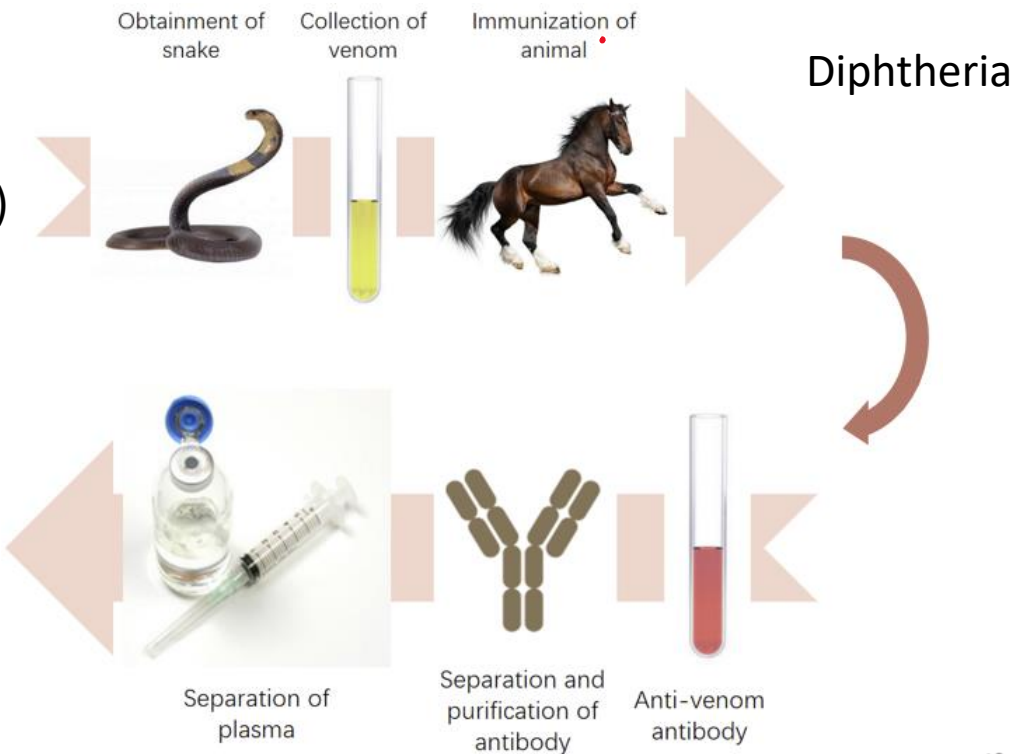 Obtainment of
snake
Collection of
venom
Immunization of
animal
Diphtheria
)
Separation of
plasma
Separation and
purification of
antibody
Anti-venom
antibody